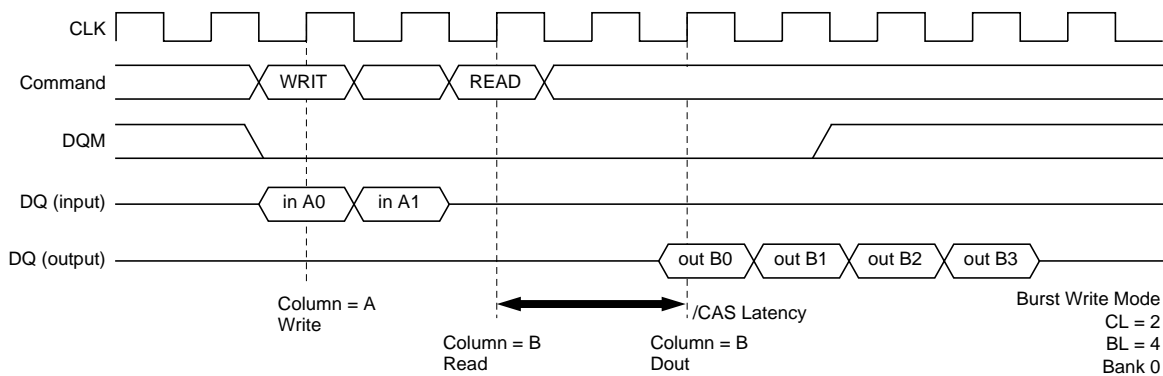 CLK
Command
WRIT
READ
DQM
DQ (input)
in A0
in A1
DQ (output)
out B0
out B1
out B2
out B3
Column = A
Write
/CAS Latency
Column = B
Read
Column = B
Dout
Burst Write Mode
CL = 2
BL = 4
Bank 0